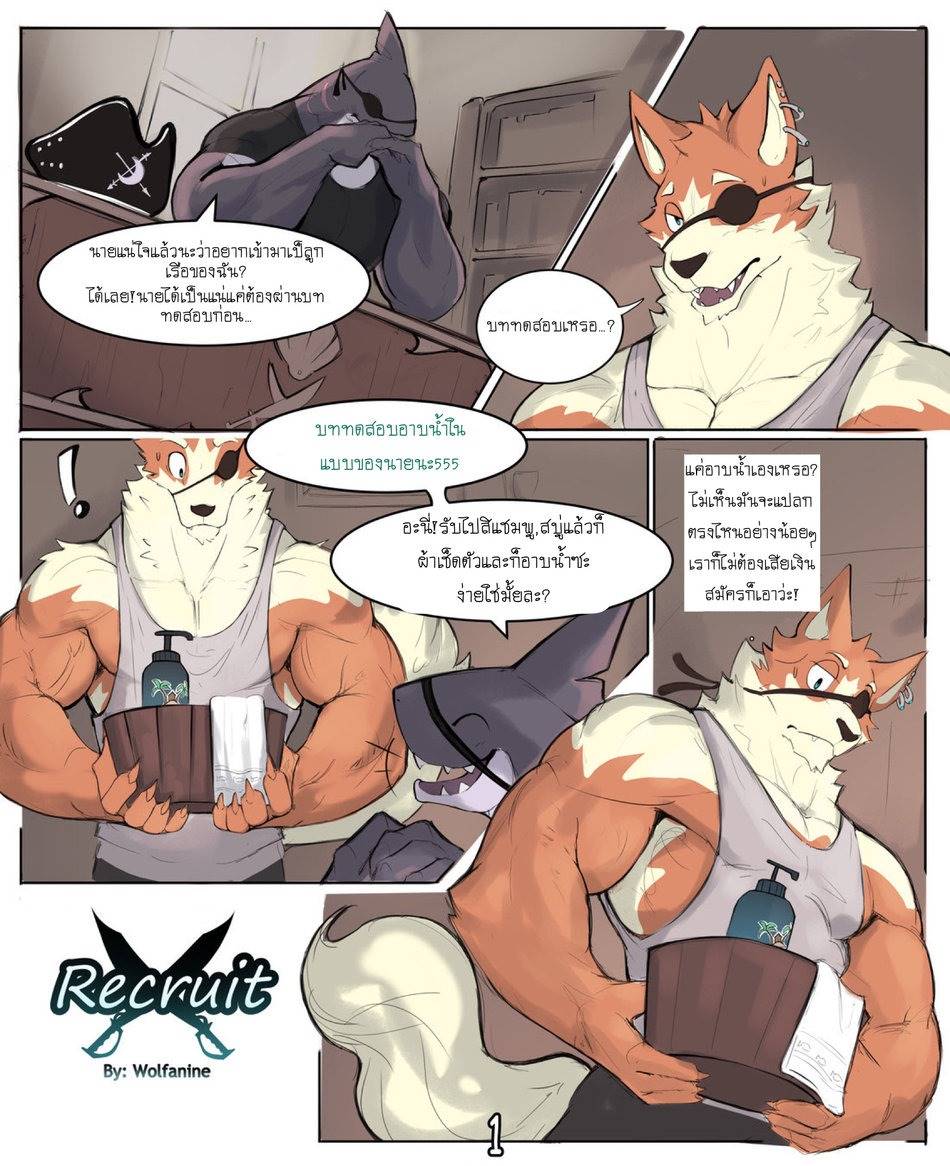 นายแน่ใจแล้วนะว่าอยากเข้ามาเป็ลูก
เรือของฉัน?
ได้เลย!นายได้เป็นแน่แค่ต้องผ่านบท
ทดสอบก่อน...
บททดสอบเหรอ...?
บททดสอบอาบน้ำใน
แบบของนายนะ555
!
อะนี่!รับไปสิแชมพู,สบู่แล้วก็
ผ้าเช็ดตัวและก็อาบน้ำซะ
ง่ายใช่มั้ยละ?
แค่อาบน้ำเองเหรอ?
ไม่เห็นมันจะแปลก
ตรงไหนอย่างน้อยๆ
เราก็ไม่ต้องเสียเงิน
สมัครก็เอาว่ะ!
Recruit
By: Wolfanine
1